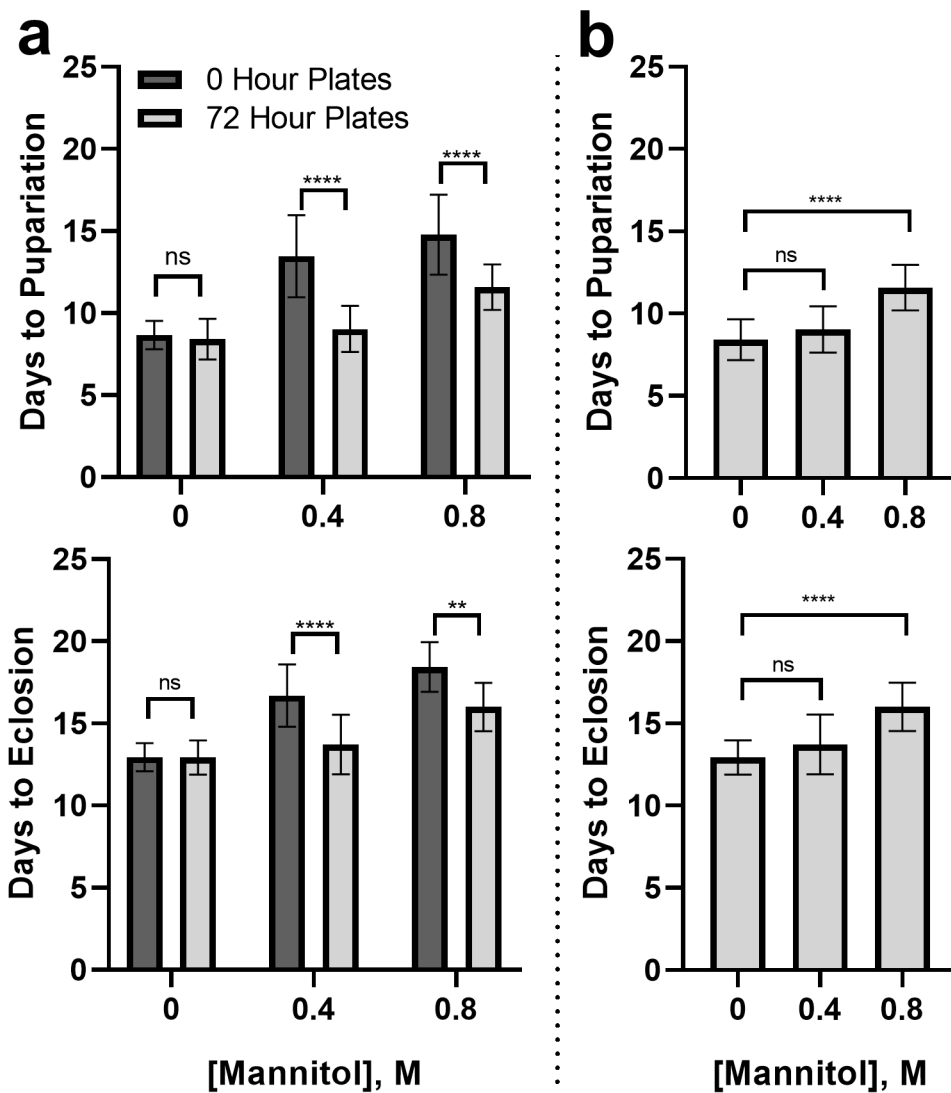 a
25
20
15
10
5
0
Days to Pupariation
0 Hour Plates
72 Hour Plates
ns
****
****
0 0.4 0.8
25
20
15
10
5
0
Days to Eclosion
ns
****
**
0 0.4 0.8
[Mannitol], M
b
25
20
15
10
5
0
Days to Pupariation
****
ns
0 0.4 0.8
25
20
15
10
5
0
Days to Eclosion
****
ns
0 0.4 0.8
[Mannitol], M